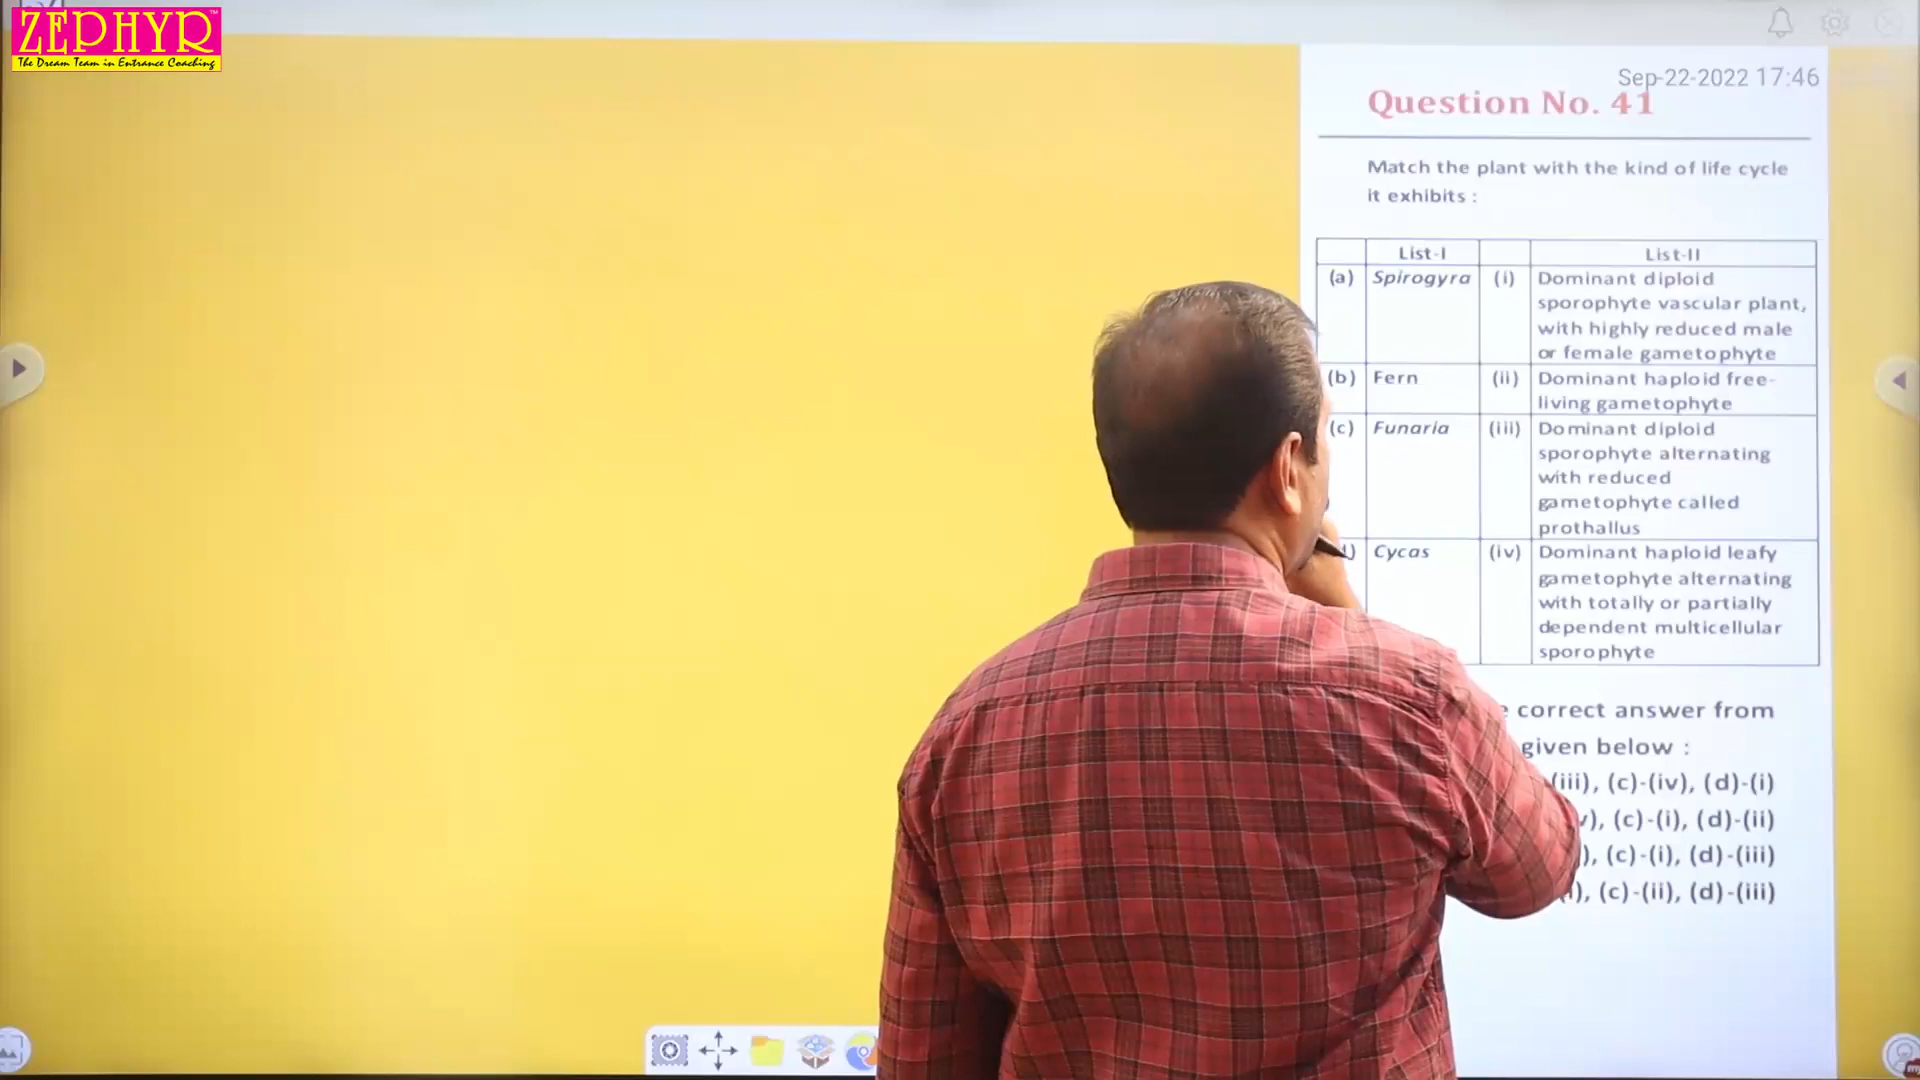 ZEPHYR™
The Dream Team in Entrance Coaching
Sep-22-2022 17:46
Question No. 41
Match the plant with the kind of life cycle
it exhibits :
List-I List-II
(a) Spirogyra (i) Dominant diploid
sporophyte vascular plant,
with highly reduced male
or female gametophyte
(b) Fern (ii) Dominant haploid free-
living gametophyte
(c) Funaria (iii) Dominant diploid
sporophyte alternating
with reduced
gametophyte called
prothallus
Cycas (iv) Dominant haploid leafy
gametophyte alternating
with totally or partially
dependent multicellular
sporophyte
correct answer from
given below :
(iii), (c)-(iv), (d)-(i)
(c)-(i), (d)-(ii)
(c)-(i), (d)-(iii)
(c)-(ii), (d)-(iii)